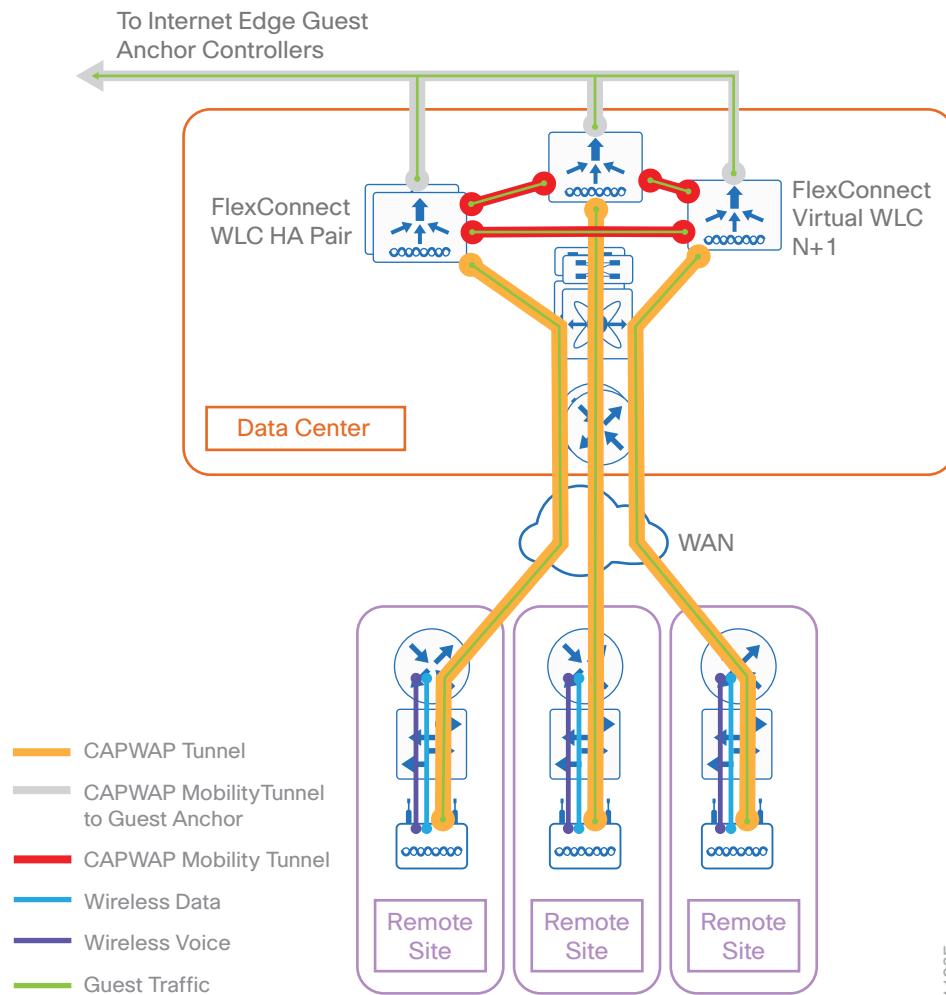 To Internet Edge Guest
Anchor Controllers
FlexConnect
WLC HA Pair
FlexConnect
Virtual WLC
N+1
Data Center
WAN
CAPWAP Tunnel
CAPWAP MobilityTunnel
to Guest Anchor
CAPWAP Mobility Tunnel
Wireless Data
Wireless Voice
Guest Traffic
Remote
Site
Remote
Site
Remote
Site